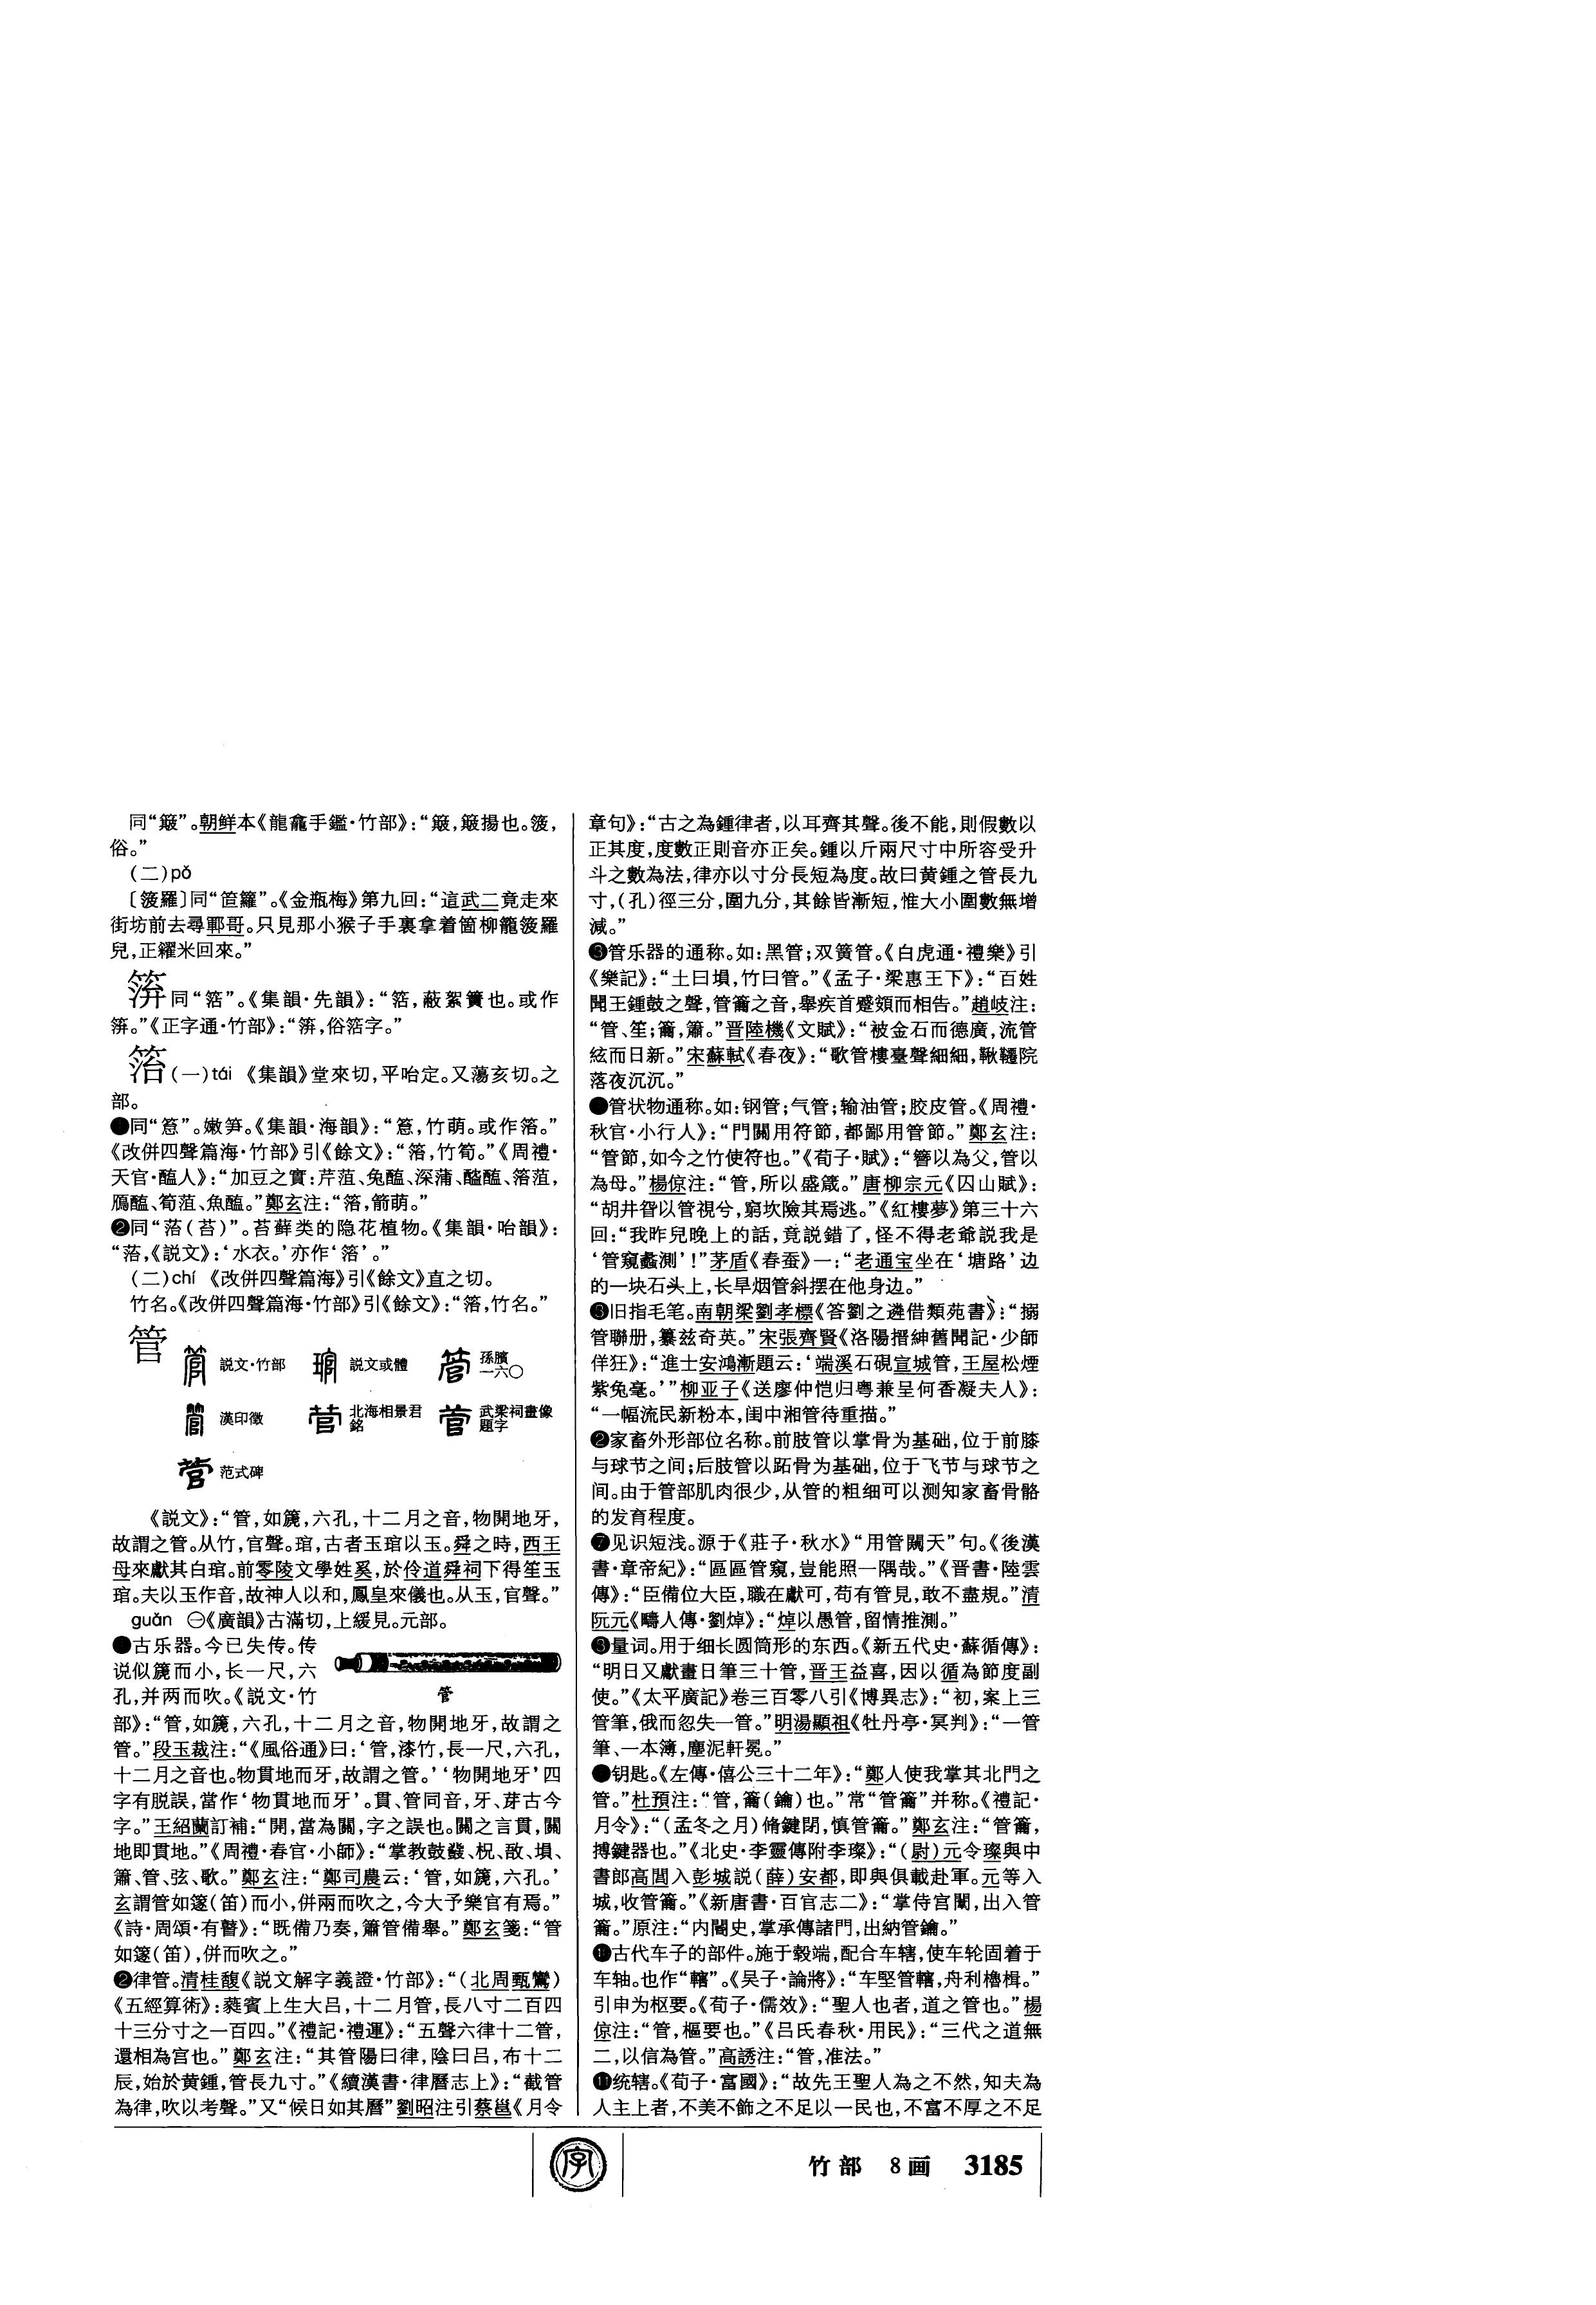 同“簸”。朝鲜本《龍龕手鑑·竹部》：“簸，簸揚也。䈬，
俗。”
(二)pǒ
〔䈬羅〕同“笸籮”。《金瓶梅》第九回：“這武二竟走來
街坊前去尋鄆哥。只見那小猴子手裏拿着箇柳籠䈬羅
兒，正糴米回來。”
同“箈”。《集韻·先韻》：“蔽絮簀也。或作
《正字通·竹部》：
箈(一)tái 《集韻》堂來切，平咍定。又蕩亥切。之
部。
❶同“䈚”。嫩笋。《集韻·海韻》：“䈚，竹萌。或作箈。”
《改併四聲篇海·竹部》引《餘文》：“箈，竹筍。”《周禮·
天官·醢人》：“加豆之實：芹菹、兔醢、深蒲、醓醢、箈菹，
鴈醢、筍菹、魚醢。”鄭玄注：“箈，箭萌。”
❷同“菭(苔)”。苔藓类的隐花植物。《集韻·咍韻》：
“菭，《説文》：‘水衣。’亦作‘箈’。”
(二)chí 《改併四聲篇海》引《餘文》直之切。
竹名。《改併四聲篇海·竹部》引《餘文》：“箈，竹名。”
管
説文·竹部 説文或體 孫臏一六〇
漢印徵 北海相景君銘 武梁祠畫像題字
范式碑
《説文》：“管，如篪，六孔，十二月之音，物開地牙，
故謂之管。从竹，官聲。琯，古者玉琯以玉。舜之時，西王
母來獻其白琯。前零陵文學姓奚，於伶道舜祠下得笙玉
琯。夫以玉作音，故神人以和，鳳皇來儀也。从玉，官聲。”
guǎn ㊀《廣韻》古滿切，上緩見。元部。
❶古乐器。今已失传。传
说似篪而小，长一尺，六
孔，并两而吹。《説文·竹
管
部》：“管，如篪，六孔，十二月之音，物開地牙，故謂之
管。”段玉裁注：“《風俗通》曰：‘管，漆竹，長一尺，六孔，
十二月之音也。物貫地而牙，故謂之管。’‘物開地牙’四
字有脱誤，當作‘物貫地而牙’。貫、管同音，牙、芽古今
字。”王紹蘭訂補：“開，當為關，字之誤也。關之言貫，關
地即貫地。”《周禮·春官·小師》：“掌教鼓鼗、柷、敔、塤、
簫、管、弦、歌。”鄭玄注：“鄭司農云：‘管，如篪，六孔。’
玄謂管如篴(笛)而小，併兩而吹之，今大予樂官有焉。”
《詩·周頌·有瞽》：“既備乃奏，簫管備舉。”鄭玄箋：“管
如篴(笛)，併而吹之。”
❷律管。清桂馥《説文解字義證·竹部》：“(北周甄鸞)
《五經算術》：蕤賓上生大吕，十二月管，長八寸二百四
十三分寸之一百四。”《禮記·禮運》：“五聲六律十二管，
還相為宫也。”鄭玄注：“其管陽曰律，陰曰吕，布十二
辰，始於黄鍾，管長九寸。”《續漢書·律曆志上》：“截管
為律，吹以考聲。”又“候日如其曆”劉昭注引蔡邕《月令
章句》：“古之為鍾律者，以耳齊其聲。後不能，則假數以
正其度，度數正則音亦正矣。鍾以斤兩尺寸中所容受升
斗之數為法，律亦以寸分長短為度。故曰黄鍾之管長九
寸，(孔)徑三分，圍九分，其餘皆漸短，惟大小圍數無增
減。”
❸管乐器的通称。如：黑管；双簧管。《白虎通·禮樂》引
《樂記》：“土曰塤，竹曰管。”《孟子·梁惠王下》：“百姓
聞王鍾鼓之聲，管籥之音，舉疾首蹙頞而相告。”趙岐注：
“管、笙；籥，簫。”晋陸機《文賦》：“被金石而德廣，流管
絃而日新。”宋蘇軾《春夜》：“歌管樓臺聲細細，鞦韆院
落夜沉沉。”
❹管状物通称。如：钢管；气管；输油管；胶皮管。《周禮·
秋官·小行人》：“門關用符節，都鄙用管節。”鄭玄注：
“管節，如今之竹使符也。”《荀子·賦》：“簪以為父，管以
為母。”楊倞注：“管，所以盛箴。”唐柳宗元《囚山賦》：
“胡井眢以管視兮，窮坎險其焉逃。”《紅樓夢》第三十六
回：“我昨兒晚上的話，竟説錯了，怪不得老爺説我是
‘管窺蠡測’！”茅盾《春蚕》一：“老通宝坐在‘塘路’边
的一块石头上，长旱烟管斜摆在他身边。”
❺旧指毛笔。南朝梁劉孝標《答劉之遴借類苑書》：“搦
管聯册，纂兹奇英。”宋張齊賢《洛陽搢紳舊聞記·少師
佯狂》：“進士安鴻漸題云：‘端溪石硯宣城管，王屋松煙
紫兔毫。’”柳亚子《送廖仲恺归粤兼呈何香凝夫人》：
“一幅流民新粉本，闺中湘管待重描。”
❻家畜外形部位名称。前肢管以掌骨为基础，位于前膝
与球节之间；后肢管以跖骨为基础，位于飞节与球节之
间。由于管部肌肉很少，从管的粗细可以测知家畜骨骼
的发育程度。
❼见识短浅。源于《莊子·秋水》“用管闚天”句。《後漢
書·章帝紀》：“區區管窺，豈能照一隅哉。”《晋書·陸雲
傳》：“臣備位大臣，職在獻可，苟有管見，敢不盡規。”清
阮元《疇人傳·劉焯》：“焯以愚管，留情推測。”
❽量词。用于细长圆筒形的东西。《新五代史·蘇循傳》：
“明日又獻畫日筆三十管，晋王益喜，因以循為節度副
使。”《太平廣記》卷三百零八引《博異志》：“初，案上三
管筆，俄而忽失一管。”明湯顯祖《牡丹亭·冥判》：“一管
筆、一本簿，塵泥軒冕。”
❾钥匙。《左傳·僖公三十二年》：“鄭人使我掌其北門之
管。”杜預注：“管，籥(鑰)也。”常“管籥”并称。《禮記·
月令》：“(孟冬之月)脩鍵閉，慎管籥。”鄭玄注：“管籥，
搏鍵器也。”《北史·李靈傳附李璨》：“(尉)元令璨與中
書郎高閭入彭城説(薛)安都，即與俱載赴軍。元等入
城，收管籥。”《新唐書·百官志二》：“掌侍宫闈，出入管
籥。”原注：“内閽史，掌承傳諸門，出納管鑰。”
❿古代车子的部件。施于毂端，配合车辖，使车轮固着于
车轴。也作“輨”。《吴子·論將》：“车堅管轄，舟利櫓楫。”
引申为枢要。《荀子·儒效》：“聖人也者，道之管也。”楊
倞注：“管，樞要也。”《吕氏春秋·用民》：“三代之道無
二，以信為管。”高誘注：“管，准法。”
⓫统辖。《荀子·富國》：“故先王聖人為之不然，知夫為
人主上者，不美不飾之不足以一民也，不富不厚之不足
字
竹部 8画 3185